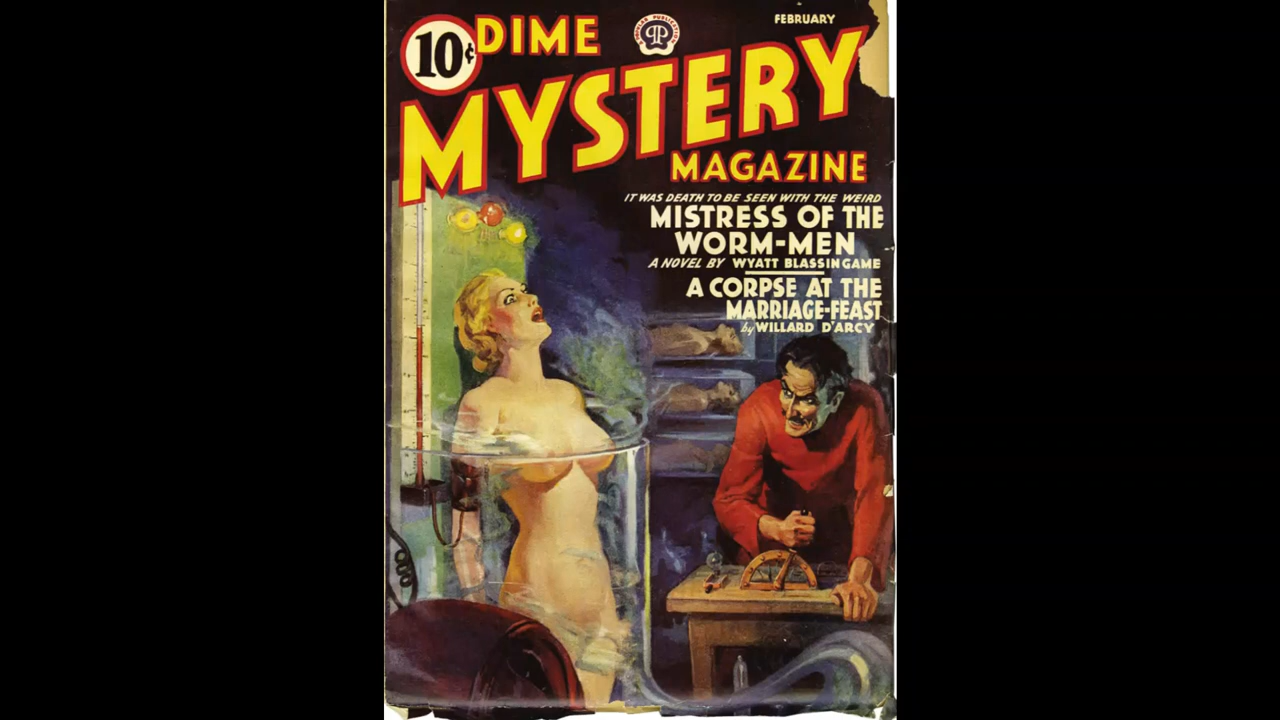 FEBRUARY
10¢ DIME
MYSTERY
MAGAZINE
IT WAS DEATH TO BE SEEN WITH THE WEIRD
MISTRESS OF THE
WORM-MEN
A NOVEL BY WYATT BLASSINGAME
A CORPSE AT THE
MARRIAGE-FEAST
by WILLARD D'ARCY